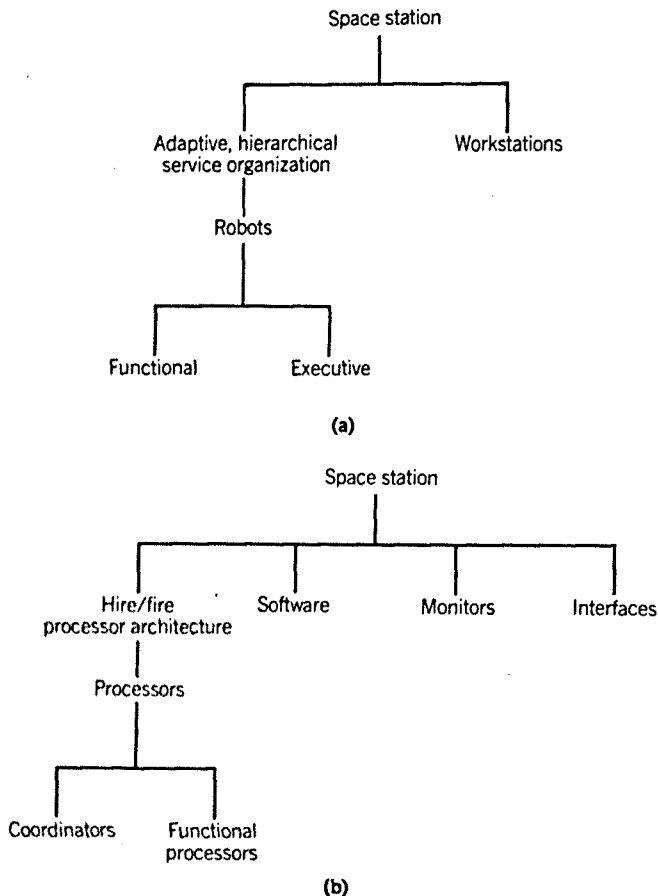 Space station
Adaptive, hierarchical
service organization
Workstations
Robots
Functional
Executive
(a)
Space station
Hire/fire
processor architecture
Software
Monitors
Interfaces
Processors
Coordinators
Functional
processors
(b)